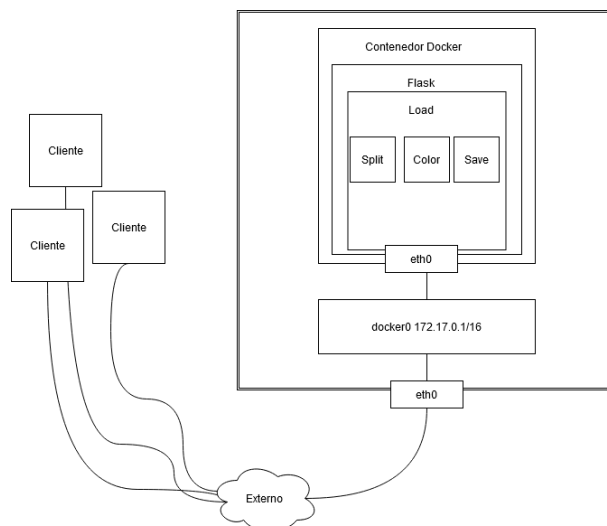 Contenedor Docker
Flask
Load
Split
Color
Save
eth0
docker0 172.17.0.1/16
eth0
Cliente
Cliente
Cliente
Externo